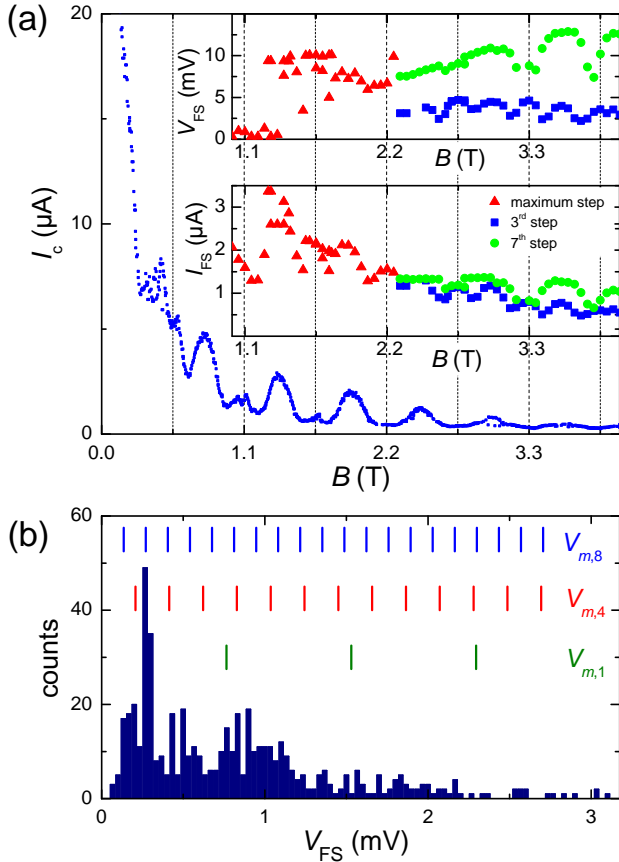 (a)
20
10
0
I_c (µA)
0.0 1.1 2.2 3.3
B (T)
15
10
5
0
V_FS (mV)
1.1 2.2 3.3
B (T)
3
2
1
I_FS (µA)
maximum step
3rd step
7th step
1.1 2.2 3.3
B (T)
(b)
60
40
20
0
counts
V_m,8
V_m,4
V_m,1
0 1 2 3
V_FS (mV)